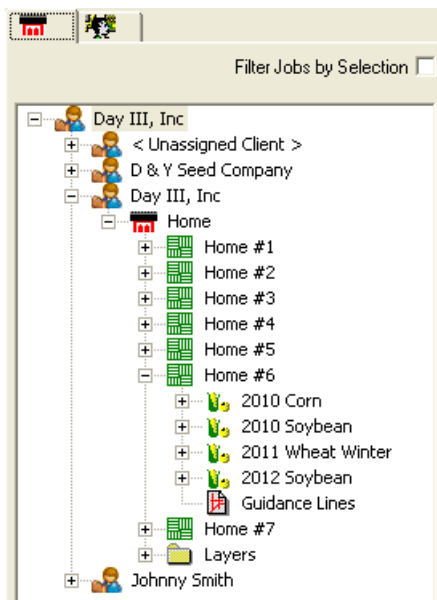 Filter Jobs by Selection
Day III, Inc
< Unassigned Client >
D & Y Seed Company
Day III, Inc
Home
Home #1
Home #2
Home #3
Home #4
Home #5
Home #6
2010 Corn
2010 Soybean
2011 Wheat Winter
2012 Soybean
Guidance Lines
Home #7
Layers
Johnny Smith